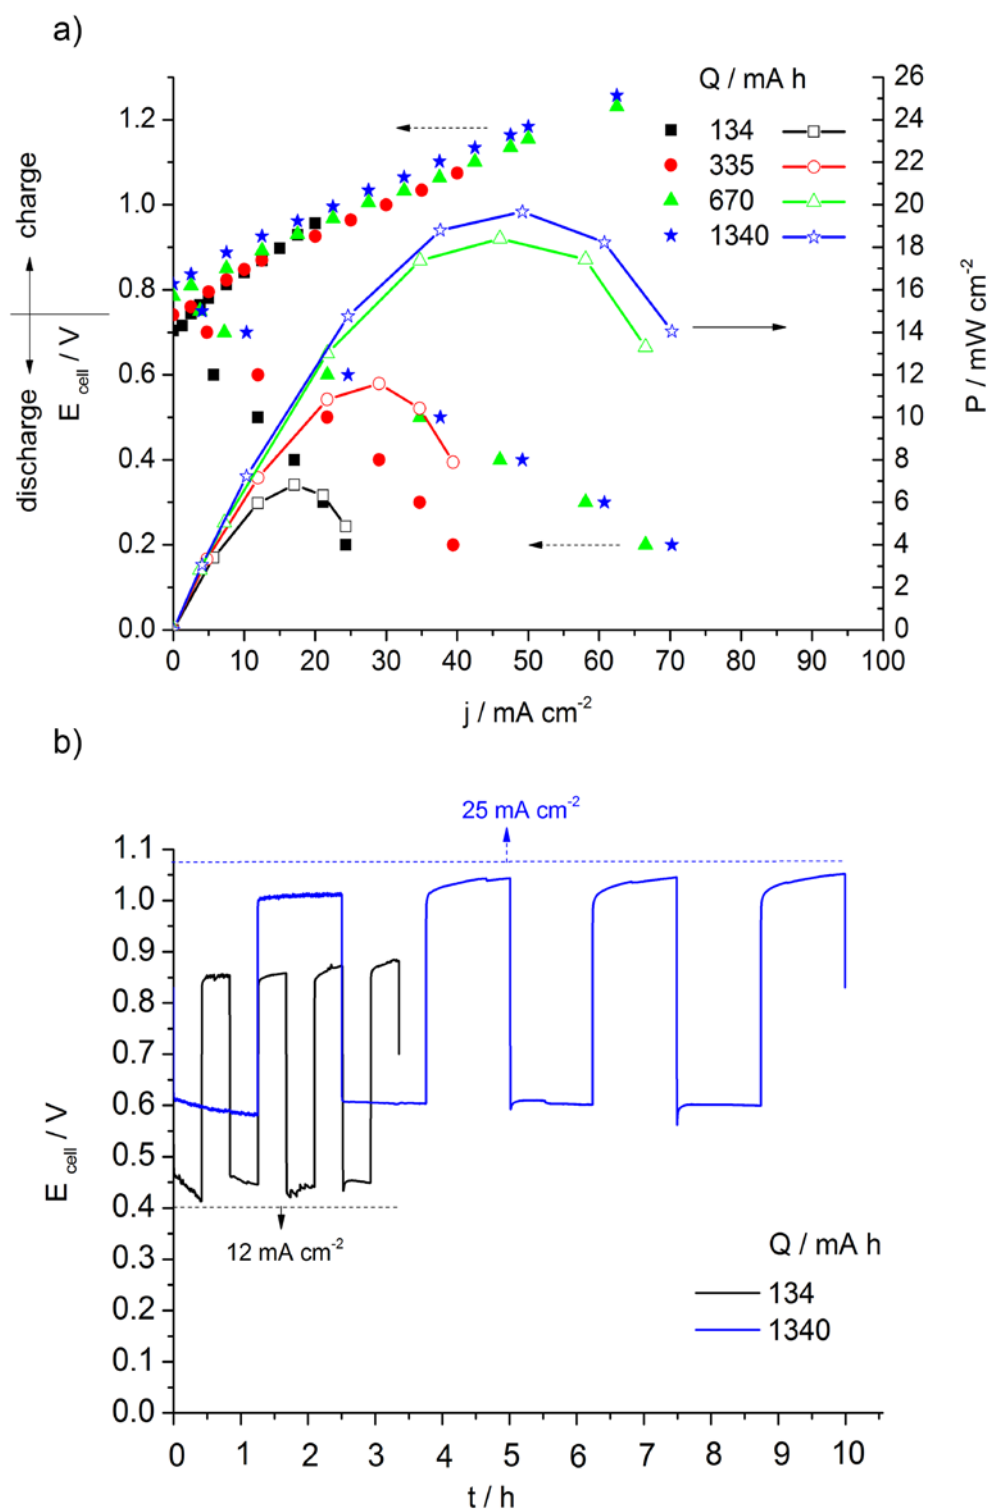 a)
Q / mA h
134
335
670
1340
charge
discharge
E cell / V
1.2
1.0
0.8
0.6
0.4
0.2
0.0
26
24
22
20
18
16
14
12
10
8
6
4
2
0
P / mW cm⁻²
0 10 20 30 40 50 60 70 80 90 100
j / mA cm⁻²
b)
25 mA cm⁻²
1.1
1.0
0.9
0.8
0.7
0.6
0.5
0.4
0.3
0.2
0.1
0.0
E cell / V
12 mA cm⁻²
Q / mA h
134
1340
0 1 2 3 4 5 6 7 8 9 10
t / h